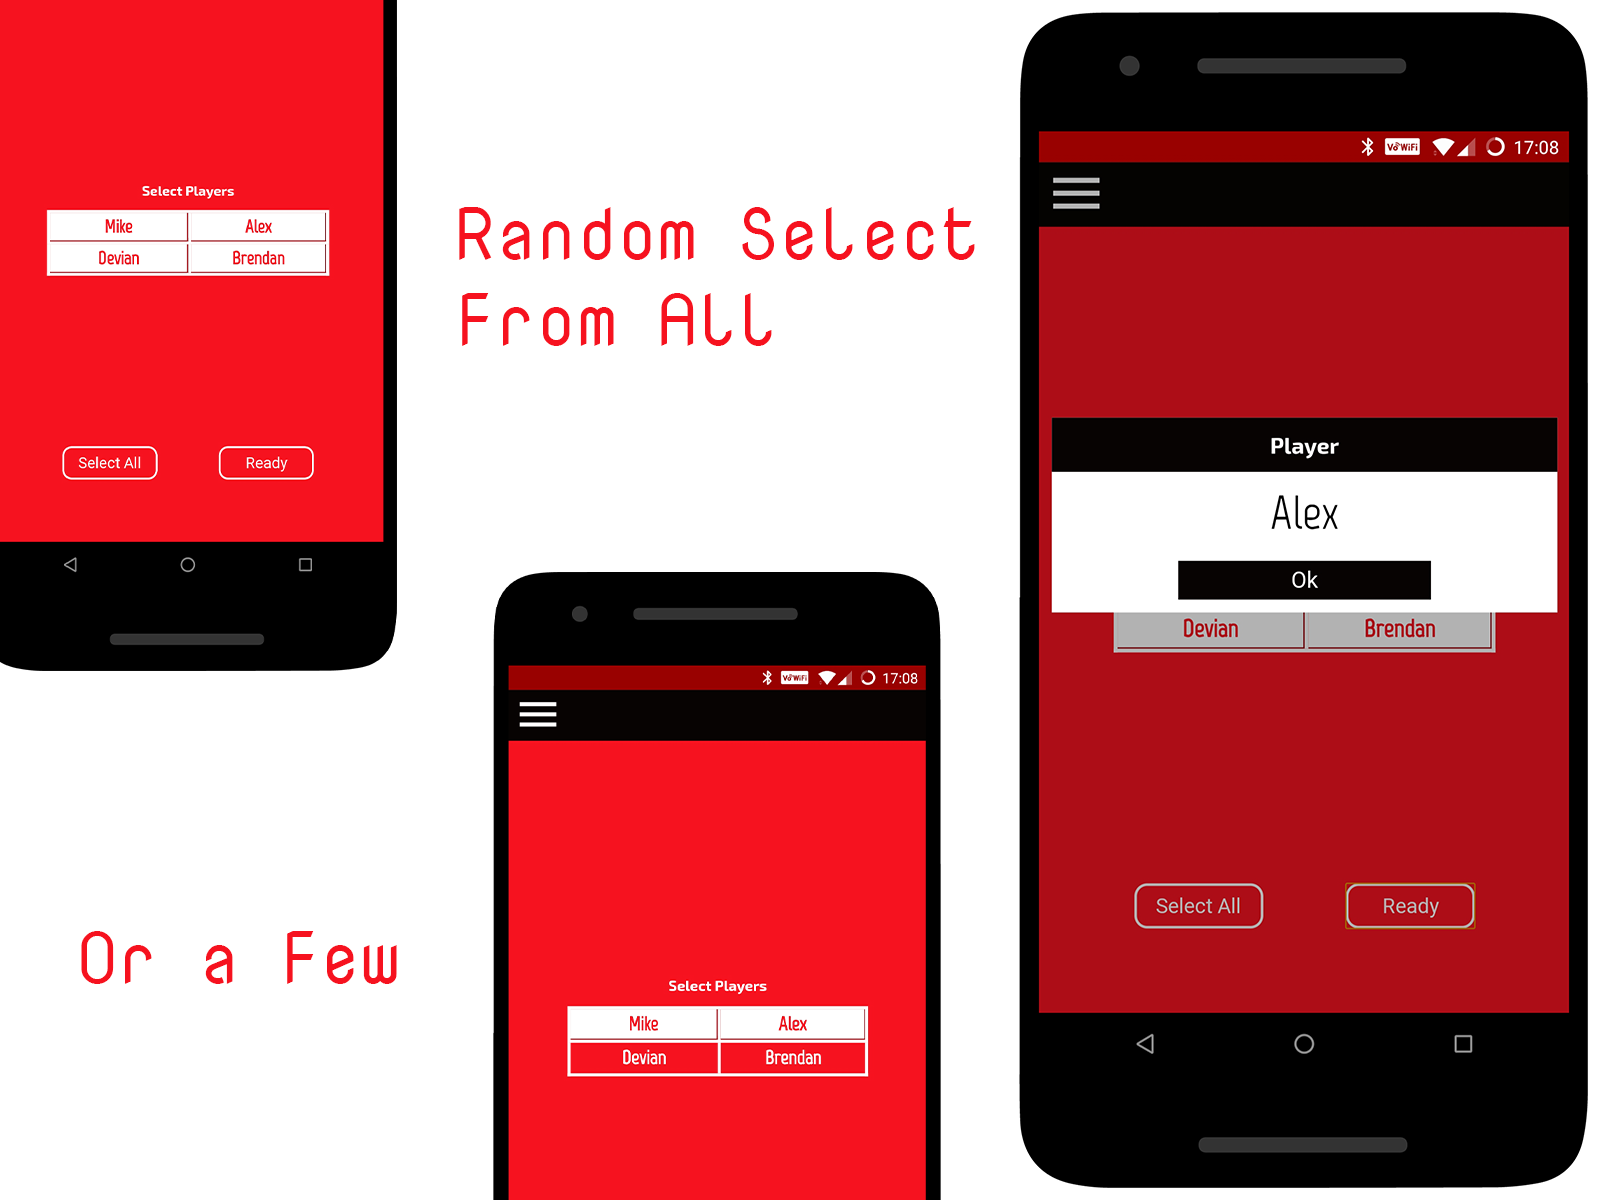 Select Players
Mike Alex
Devian Brendan
Select All Ready
Random Select
From All
Or a Few
VoWiFi 17:08
Select Players
Mike Alex
Devian Brendan
VoWiFi 17:08
Player
Alex
Ok
Devian Brendan
Select All Ready